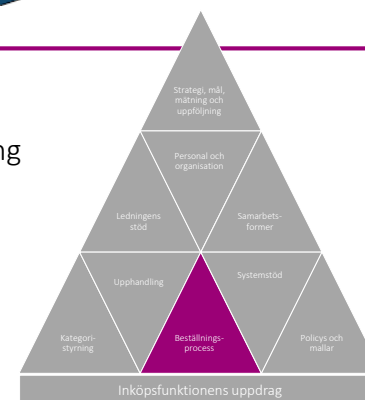 Strategi, mål,
mätning och
uppföljning
ng
Personal och
organisation
Ledningens
stöd
Samarbets-
former
Upphandling
Systemstöd
Kategori-
styrning
Beställnings-
process
Policys och
mallar
Inköpsfunktionens uppdrag